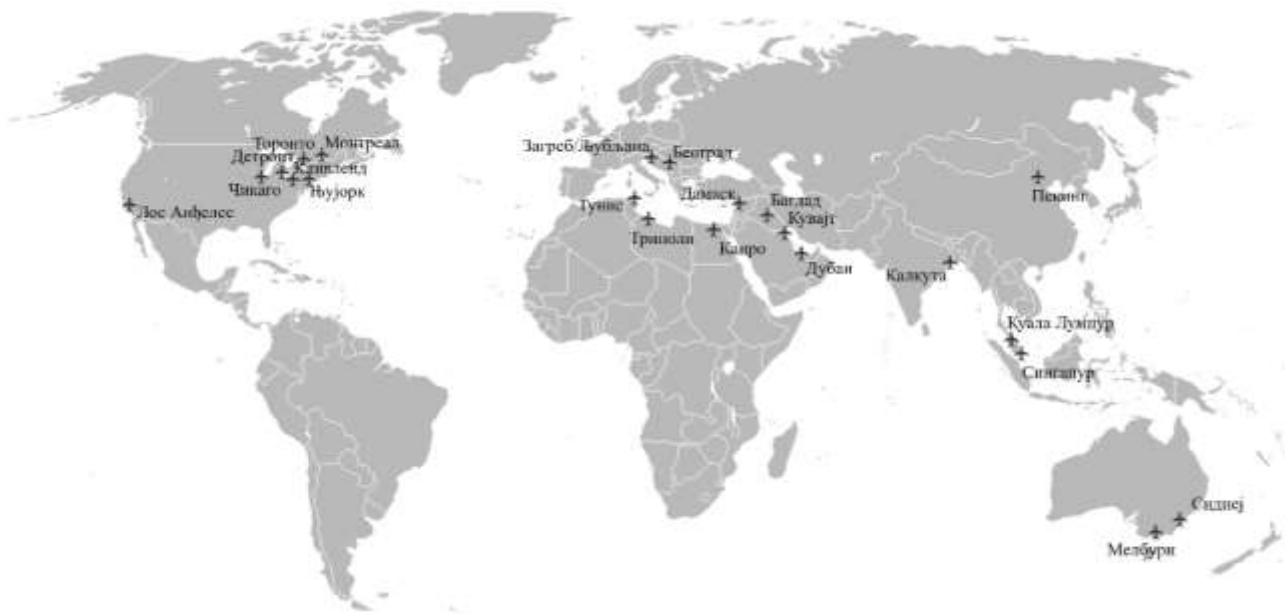 Торонто Монтреал
Детроит
Кливленд
Чикаго
Њујорк
Лос Анђелес
Загреб Љубљана
Београд
Тунис
Дамаск
Багдад
Кувајт
Триполи
Каиро
Дубаи
Калкута
Пекинг
Куала Лумпур
Сингапур
Сиднеј
Мелбурн